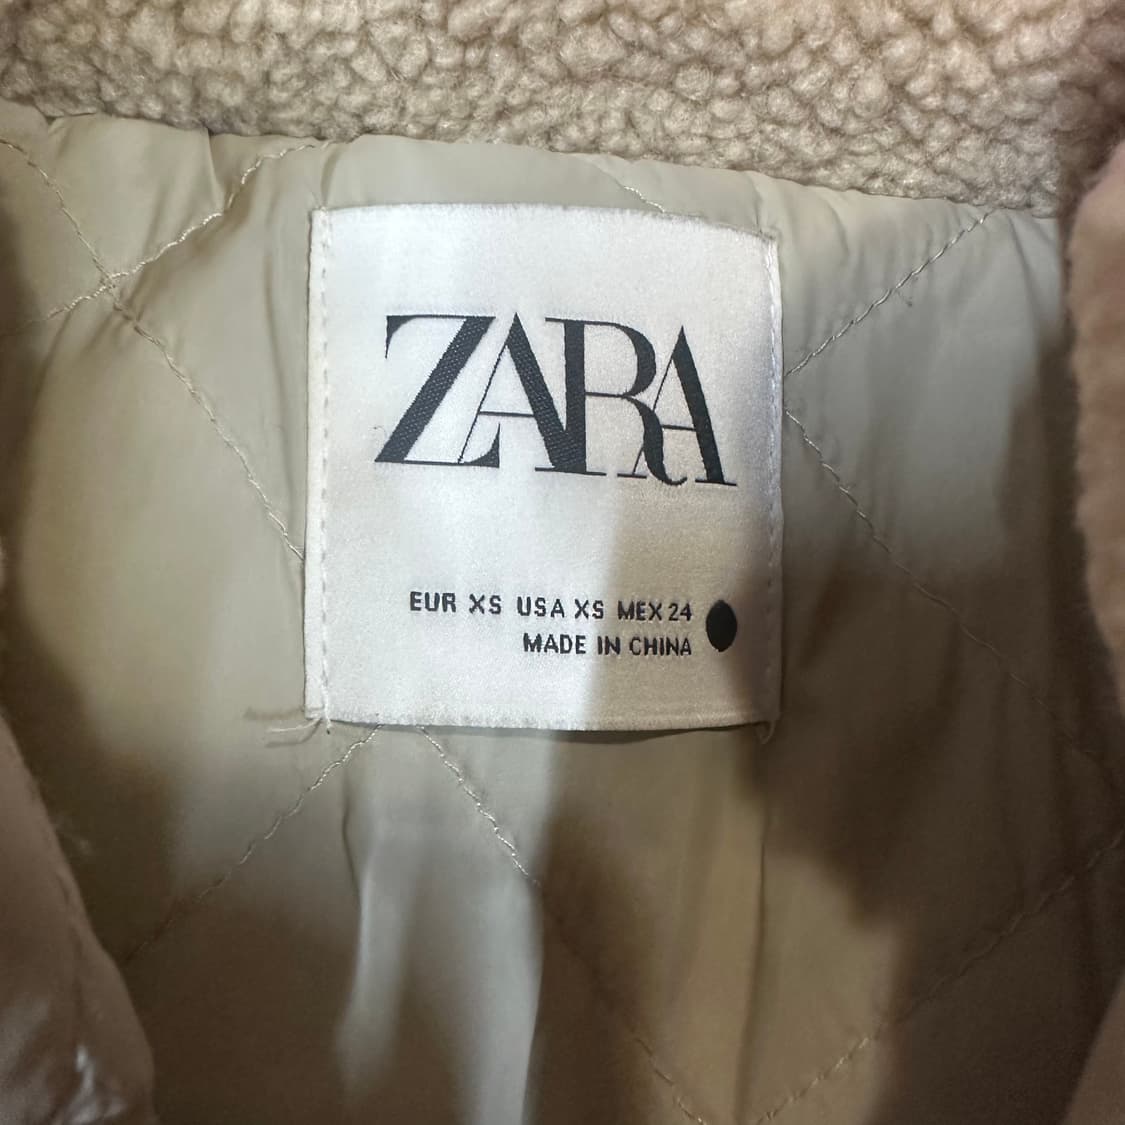 ZARA
EUR XS USA XS MEX 24
MADE IN CHINA